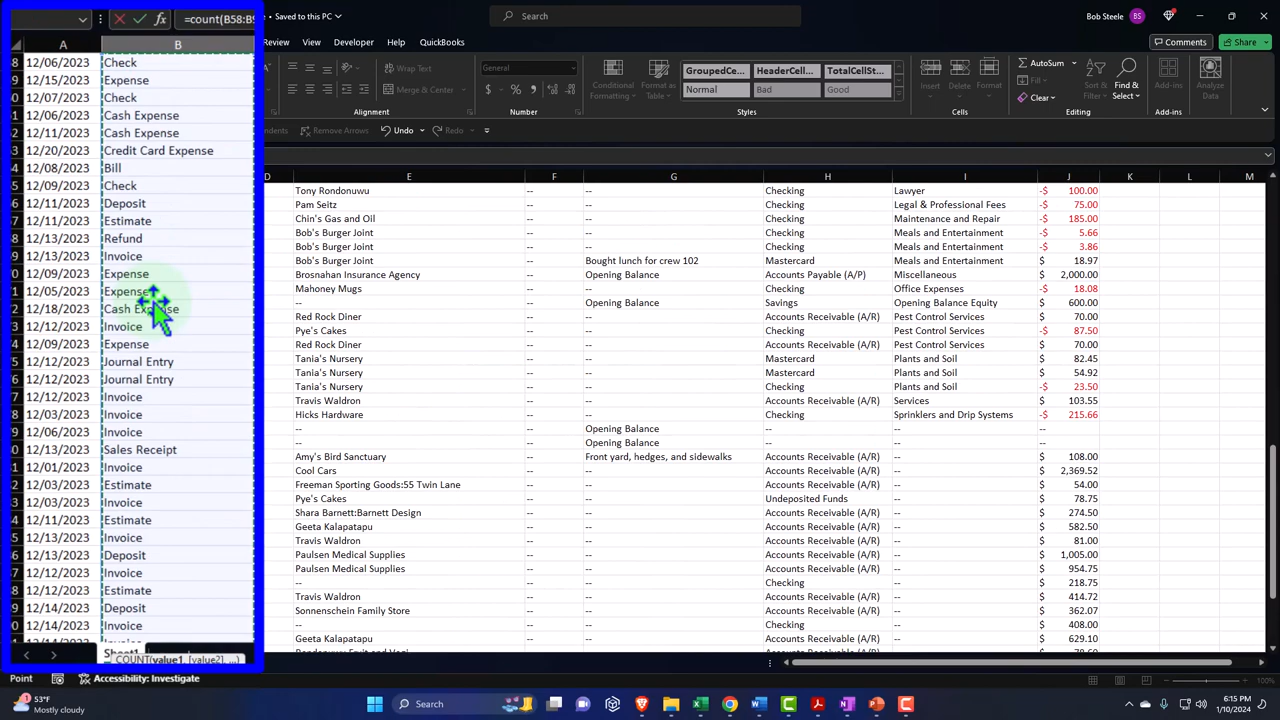 Saved to this PC
Search
Bob Steele
BS
=count(B58:B5
Review View Developer Help QuickBooks
Comments
Share
Wrap Text
General
GroupedCe...
HeaderCell...
TotalCellSt...
AutoSum
Fill
Merge & Center
Conditional Formatting
Format as Table
Normal
Bad
Good
Insert
Find & Select
Add-ins
Analyze Data
Clear
Alignment
Number
Styles
Cells
Editing
Add-ins
Remove Arrows
Undo
Redo
A B
D E F G H I J K L M
12/06/2023 Check
12/15/2023 Expense
12/07/2023 Check
12/06/2023 Cash Expense
12/11/2023 Cash Expense
12/20/2023 Credit Card Expense
12/08/2023 Bill
12/09/2023 Check
12/11/2023 Deposit
12/11/2023 Estimate
12/13/2023 Refund
12/13/2023 Invoice
12/09/2023 Expense
12/05/2023 Expense
12/18/2023 Cash Expense
12/12/2023 Invoice
12/09/2023 Expense
12/12/2023 Journal Entry
12/12/2023 Journal Entry
12/12/2023 Invoice
12/03/2023 Invoice
12/06/2023 Invoice
12/13/2023 Sales Receipt
12/01/2023 Invoice
12/03/2023 Estimate
12/03/2023 Invoice
12/11/2023 Estimate
12/13/2023 Invoice
12/13/2023 Deposit
12/12/2023 Invoice
12/12/2023 Estimate
12/14/2023 Deposit
12/14/2023 Invoice
Tony Rondonuwu -- -- Checking Lawyer -$ 100.00
Pam Seitz -- -- Checking Legal & Professional Fees -$ 75.00
Chin's Gas and Oil -- -- Checking Maintenance and Repair -$ 185.00
Bob's Burger Joint -- -- Checking Meals and Entertainment -$ 5.66
Bob's Burger Joint -- -- Checking Meals and Entertainment -$ 3.86
Bob's Burger Joint -- Bought lunch for crew 102 Mastercard Meals and Entertainment $ 18.97
Brosnahan Insurance Agency -- Opening Balance Accounts Payable (A/P) Miscellaneous $ 2,000.00
Mahoney Mugs -- -- Checking Office Expenses -$ 18.08
-- -- Opening Balance Savings Opening Balance Equity $ 600.00
Red Rock Diner -- -- Accounts Receivable (A/R) Pest Control Services $ 70.00
Pye's Cakes -- -- Checking Pest Control Services -$ 87.50
Red Rock Diner -- -- Accounts Receivable (A/R) Pest Control Services $ 70.00
Tania's Nursery -- -- Mastercard Plants and Soil $ 82.45
Tania's Nursery -- -- Mastercard Plants and Soil $ 54.92
Tania's Nursery -- -- Checking Plants and Soil -$ 23.50
Travis Waldron -- -- Accounts Receivable (A/R) Services $ 103.55
Hicks Hardware -- -- Checking Sprinklers and Drip Systems -$ 215.66
-- -- Opening Balance -- -- --
-- -- Opening Balance -- -- --
Amy's Bird Sanctuary -- Front yard, hedges, and sidewalks Accounts Receivable (A/R) -- $ 108.00
Cool Cars -- -- Accounts Receivable (A/R) -- $ 2,369.52
Freeman Sporting Goods:55 Twin Lane -- -- Accounts Receivable (A/R) -- $ 54.00
Pye's Cakes -- -- Undeposited Funds -- $ 78.75
Shara Barnett:Barnett Design -- -- Accounts Receivable (A/R) -- $ 274.50
Geeta Kalapatapu -- -- Accounts Receivable (A/R) -- $ 582.50
Travis Waldron -- -- Accounts Receivable (A/R) -- $ 81.00
Paulsen Medical Supplies -- -- Accounts Receivable (A/R) -- $ 1,005.00
Paulsen Medical Supplies -- -- Accounts Receivable (A/R) -- $ 954.75
-- -- -- Checking -- $ 218.75
Travis Waldron -- -- Accounts Receivable (A/R) -- $ 414.72
Sonnenschein Family Store -- -- Accounts Receivable (A/R) -- $ 362.07
-- -- -- Checking -- $ 408.00
Geeta Kalapatapu -- -- Accounts Receivable (A/R) -- $ 629.10
Sheet1
COUNT(value1, [value2], ...)
Point
Accessibility: Investigate
100%
53°F
Mostly cloudy
Search
6:15 PM
1/10/2024